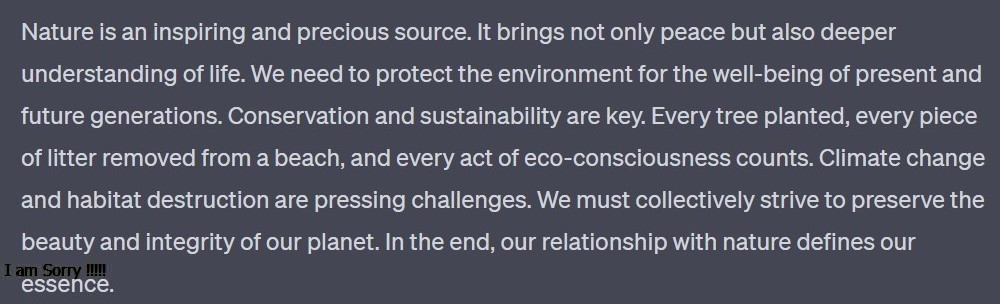 Nature is an inspiring and precious source. It brings not only peace but also deeper
understanding of life. We need to protect the environment for the well-being of present and
future generations. Conservation and sustainability are key. Every tree planted, every piece
of litter removed from a beach, and every act of eco-consciousness counts. Climate change
and habitat destruction are pressing challenges. We must collectively strive to preserve the
beauty and integrity of our planet. In the end, our relationship with nature defines our
I am Sorry !!!!!
essence.